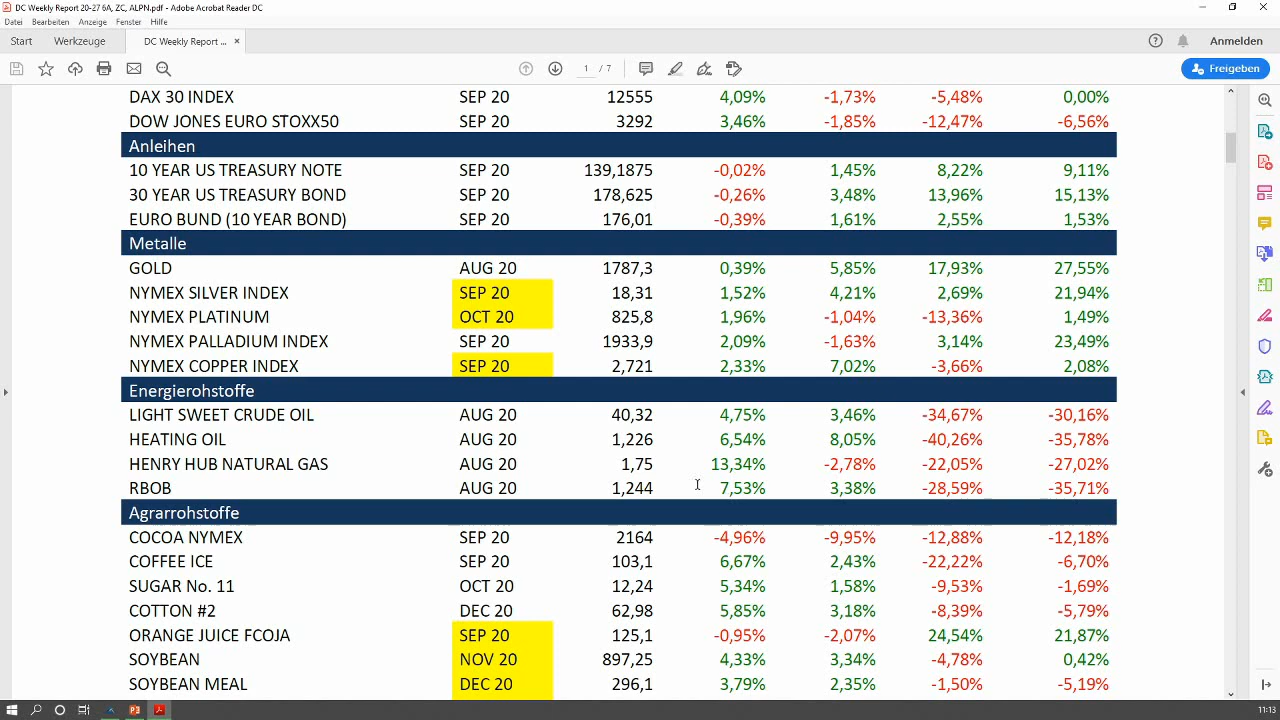 DC Weekly Report 20-27 6A, ZC, ALPN.pdf - Adobe Acrobat Reader DC
Datei Bearbeiten Anzeige Fenster Hilfe
Start Werkzeuge DC Weekly Report ... × Anmelden
1 / 7 Freigeben
DAX 30 INDEX SEP 20 12555 4,09% -1,73% -5,48% 0,00%
DOW JONES EURO STOXX50 SEP 20 3292 3,46% -1,85% -12,47% -6,56%
Anleihen
10 YEAR US TREASURY NOTE SEP 20 139,1875 -0,02% 1,45% 8,22% 9,11%
30 YEAR US TREASURY BOND SEP 20 178,625 -0,26% 3,48% 13,96% 15,13%
EURO BUND (10 YEAR BOND) SEP 20 176,01 -0,39% 1,61% 2,55% 1,53%
Metalle
GOLD AUG 20 1787,3 0,39% 5,85% 17,93% 27,55%
NYMEX SILVER INDEX SEP 20 18,31 1,52% 4,21% 2,69% 21,94%
NYMEX PLATINUM OCT 20 825,8 1,96% -1,04% -13,36% 1,49%
NYMEX PALLADIUM INDEX SEP 20 1933,9 2,09% -1,63% 3,14% 23,49%
NYMEX COPPER INDEX SEP 20 2,721 2,33% 7,02% -3,66% 2,08%
Energierohstoffe
LIGHT SWEET CRUDE OIL AUG 20 40,32 4,75% 3,46% -34,67% -30,16%
HEATING OIL AUG 20 1,226 6,54% 8,05% -40,26% -35,78%
HENRY HUB NATURAL GAS AUG 20 1,75 13,34% -2,78% -22,05% -27,02%
RBOB AUG 20 1,244 7,53% 3,38% -28,59% -35,71%
Agrarrohstoffe
COCOA NYMEX SEP 20 2164 -4,96% -9,95% -12,88% -12,18%
COFFEE ICE SEP 20 103,1 6,67% 2,43% -22,22% -6,70%
SUGAR No. 11 OCT 20 12,24 5,34% 1,58% -9,53% -1,69%
COTTON #2 DEC 20 62,98 5,85% 3,18% -8,39% -5,79%
ORANGE JUICE FCOJA SEP 20 125,1 -0,95% -2,07% 24,54% 21,87%
SOYBEAN NOV 20 897,25 4,33% 3,34% -4,78% 0,42%
SOYBEAN MEAL DEC 20 296,1 3,79% 2,35% -1,50% -5,19%
11:13